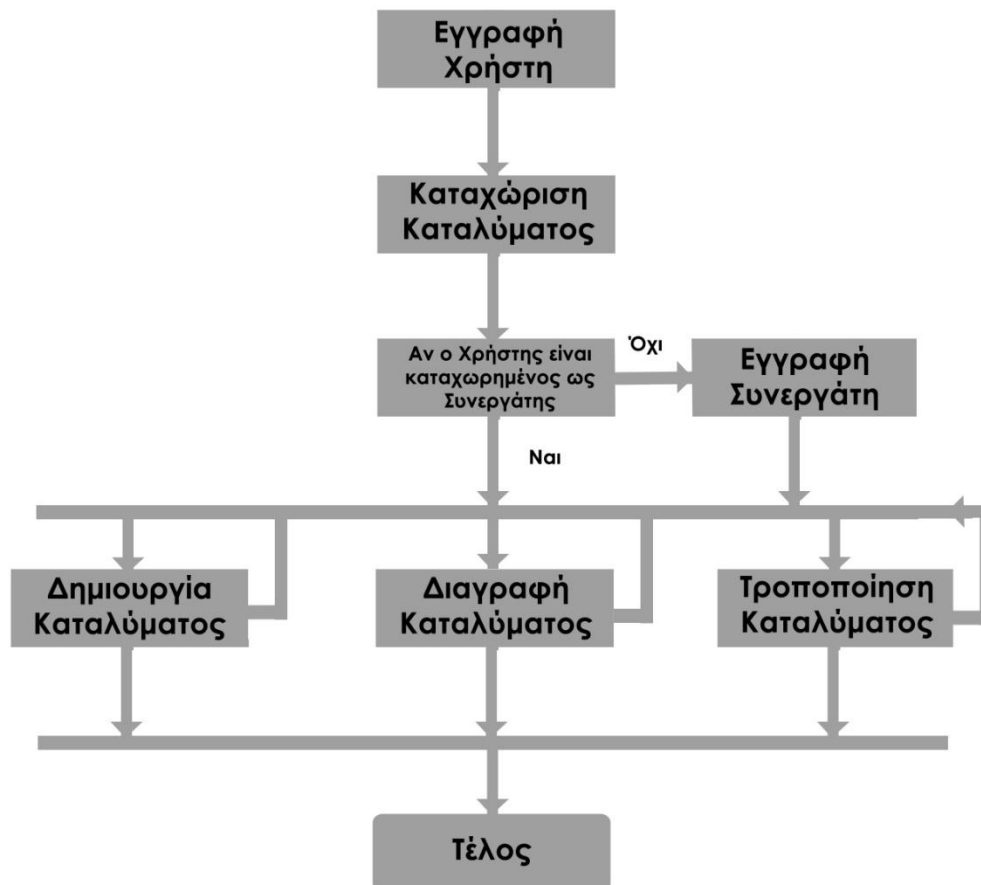 Εγγραφή
Χρήστη
Καταχώριση
Καταλύματος
Αν ο Χρήστης είναι
καταχωρημένος ως
Συνεργάτης
Όχι
Εγγραφή
Συνεργάτη
Ναι
Δημιουργία
Καταλύματος
Διαγραφή
Καταλύματος
Τροποποίηση
Καταλύματος
Τέλος